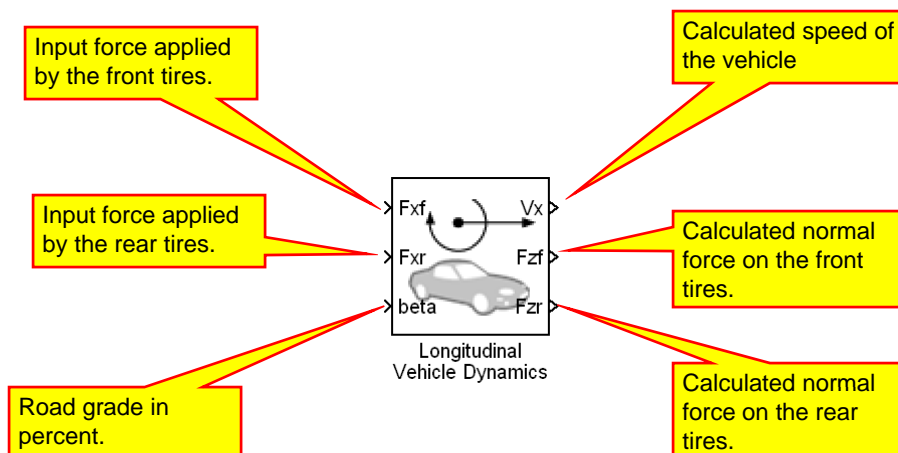 Input force applied
by the front tires.
Calculated speed of
the vehicle
Input force applied
by the rear tires.
Fxf
Vx
Fxr
Fzf
beta
Fzr
Calculated normal
force on the front
tires.
Longitudinal
Vehicle Dynamics
Road grade in
percent.
Calculated normal
force on the rear
tires.